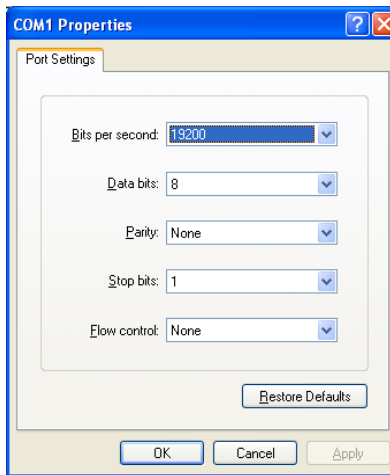 COM1 Properties
Port Settings
Bits per second: 19200
Data bits: 8
Parity: None
Stop bits: 1
Flow control: None
Restore Defaults
OK Cancel Apply